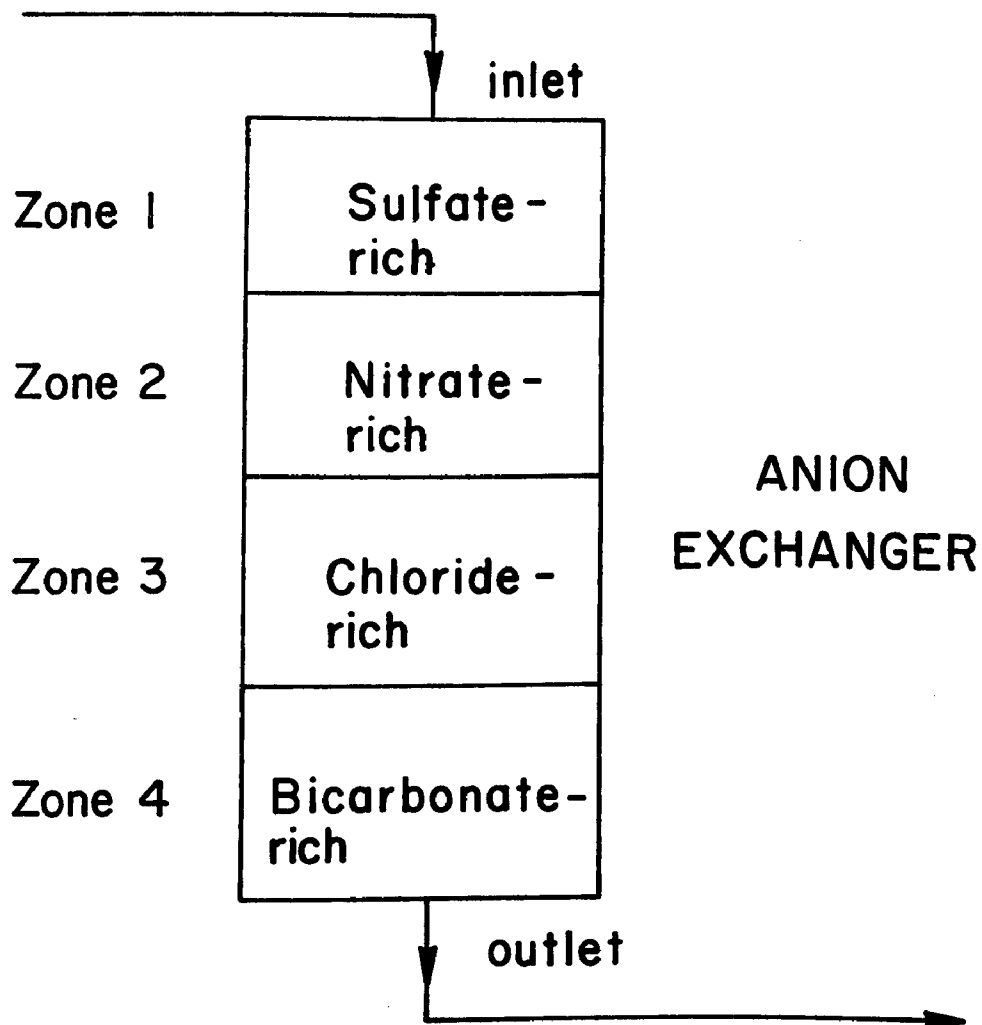 inlet
Zone 1
Sulfate-
rich
Zone 2
Nitrate-
rich
ANION
EXCHANGER
Zone 3
Chloride-
rich
Zone 4
Bicarbonate-
rich
outlet